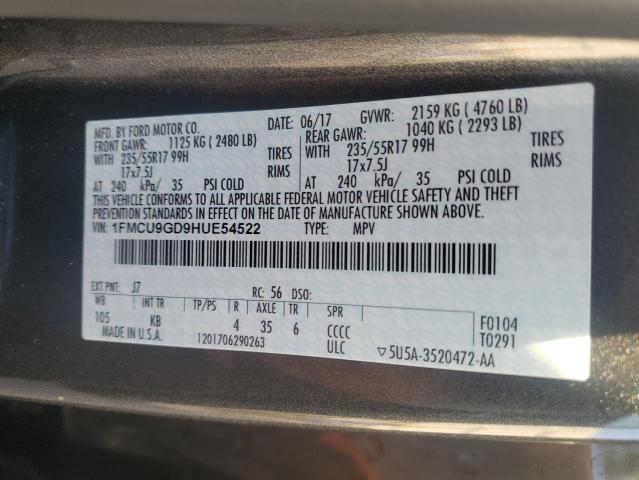 MFD. BY FORD MOTOR CO.
DATE: 06/17 GVWR: 2159 KG ( 4760 LB)
FRONT GAWR: 1125 KG ( 2480 LB)
REAR GAWR: 1040 KG ( 2293 LB)
WITH 235/55R17 99H TIRES
WITH 235/55R17 99H TIRES
17x7.5J RIMS
17x7.5J RIMS
AT 240 kPa/ 35 PSI COLD
AT 240 kPa/ 35 PSI COLD
THIS VEHICLE CONFORMS TO ALL APPLICABLE FEDERAL MOTOR VEHICLE SAFETY AND THEFT
PREVENTION STANDARDS IN EFFECT ON THE DATE OF MANUFACTURE SHOWN ABOVE.
VIN: 1FMCU9GD9HUE54522 TYPE: MPV
EXT PNT: J7 RC: 56 DSO:
WB INT TR TP/PS R AXLE TR SPR
105 KB 4 35 6 CCCC F0104
MADE IN U.S.A. 1201706290263 ULC T0291
▽5U5A-3520472-AA